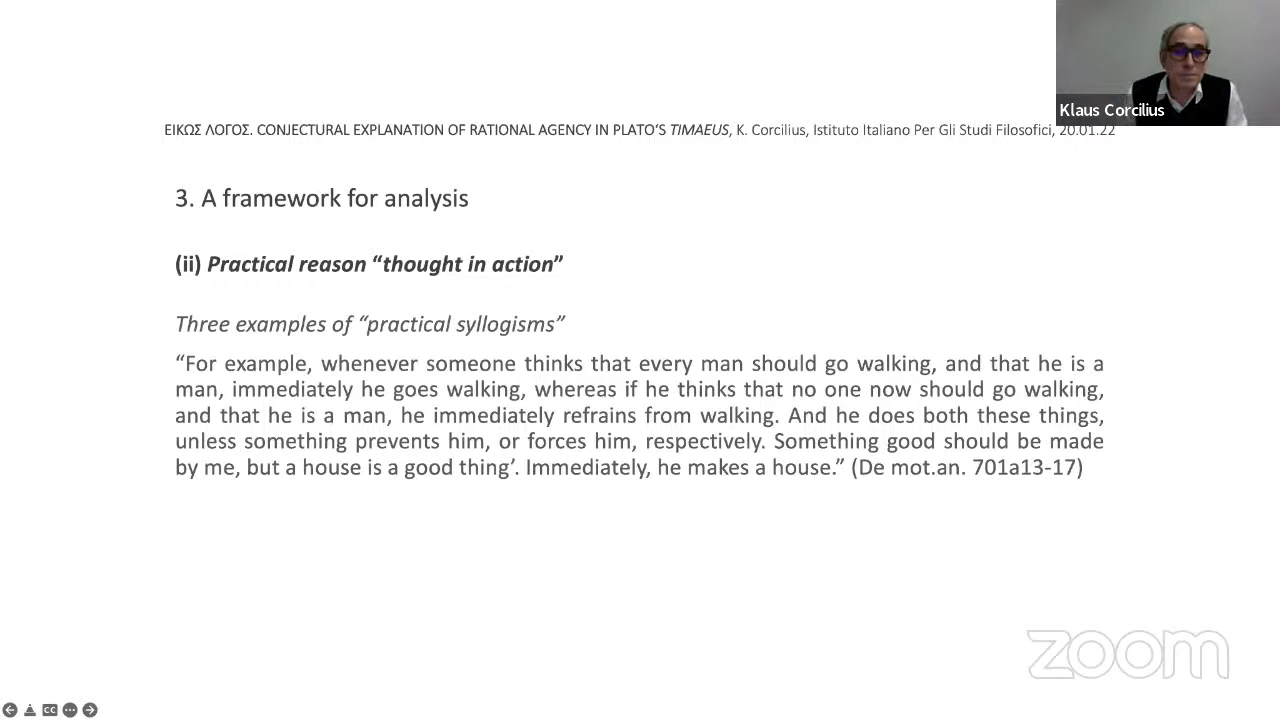 Klaus Corcilius
ΕΙΚΩΣ ΛΟΓΟΣ. CONJECTURAL EXPLANATION OF RATIONAL AGENCY IN PLATO‘S TIMAEUS, K. Corcilius, Istituto Italiano Per Gli Studi Filosofici, 20.01.22
3. A framework for analysis
(ii) Practical reason “thought in action”
Three examples of “practical syllogisms”
“For example, whenever someone thinks that every man should go walking, and that he is a
man, immediately he goes walking, whereas if he thinks that no one now should go walking,
and that he is a man, he immediately refrains from walking. And he does both these things,
unless something prevents him, or forces him, respectively. Something good should be made
by me, but a house is a good thing’. Immediately, he makes a house.” (De mot.an. 701a13-17)
zoom
CC